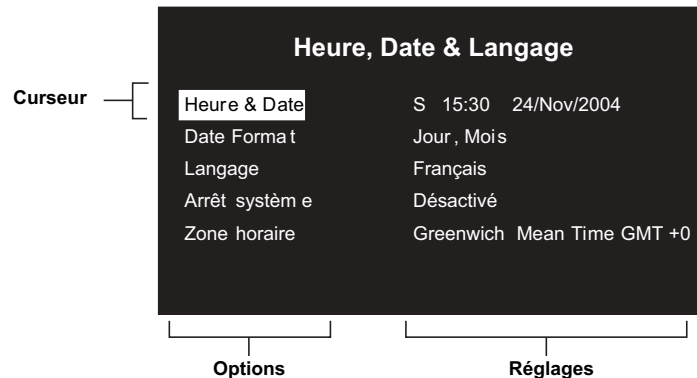 Heure, Date & Langage
Curseur
Heure & Date S 15:30 24/Nov/2004
Date Format Jour, Mois
Langage Français
Arrêt système Désactivé
Zone horaire Greenwich Mean Time GMT +0
Options Réglages